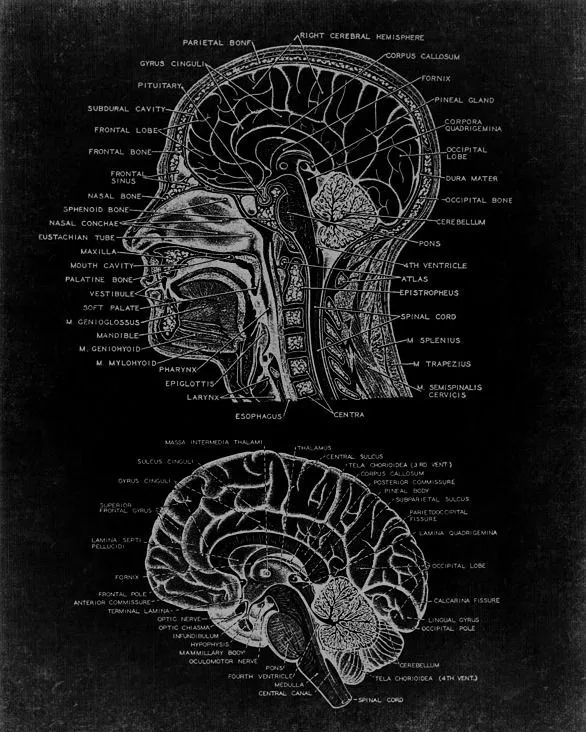 PARIETAL BONE
RIGHT CEREBRAL HEMISPHERE
GYRUS CINGULI
CORPUS CALLOSUM
PITUITARY
FORNIX
SUBDURAL CAVITY
PINEAL GLAND
FRONTAL LOBE
CORPORA
QUADRIGEMINA
FRONTAL BONE
OCCIPITAL
LOBE
FRONTAL
SINUS
DURA MATER
NASAL BONE
OCCIPITAL BONE
SPHENOID BONE
NASAL CONCHAE
CEREBELLUM
EUSTACHIAN TUBE
PONS
MAXILLA
MOUTH CAVITY
4TH VENTRICLE
PALATINE BONE
ATLAS
VESTIBULE
EPISTROPHEUS
SOFT PALATE
SPINAL CORD
M GENIOGLOSSUS
MANDIBLE
M SPLENIUS
M. GENIOHYOID
M. MYLOHYOID
M TRAPEZIUS
PHARYNX
EPIGLOTTIS
M. SEMISPINALIS
CERVICIS
LARYNX
ESOPHAGUS
CENTRA
MASSA INTERMEDIA THALAMI
THALAMUS
CENTRAL SULCUS
SULCUS CINGULI
TELA CHORIOIDEA (3RD VENT)
CORPUS CALLOSUM
GYRUS CINGULI
POSTERIOR COMMISSURE
PINEAL BODY
SUBPARIETAL SULCUS
SUPERIOR
FRONTAL GYRUS
PARIETOOCCIPITAL
FISSURE
LAMINA QUADRIGEMINA
LAMINA SEPTI
PELLUCIDI
OCCIPITAL LOBE
FORNIX
FRONTAL POLE
ANTERIOR COMMISSURE
CALCARINA FISSURE
TERMINAL LAMINA
OPTIC NERVE
LINGUAL GYRUS
OPTIC CHIASMA
OCCIPITAL POLE
INFUNDIBULUM
HYPOPHYSIS
MAMMILLARY BODY
OCULOMOTOR NERVE
CEREBELLUM
PONS
FOURTH VENTRICLE
TELA CHORIOIDEA (4TH VENT.)
MEDULLA
CENTRAL CANAL
SPINAL CORD